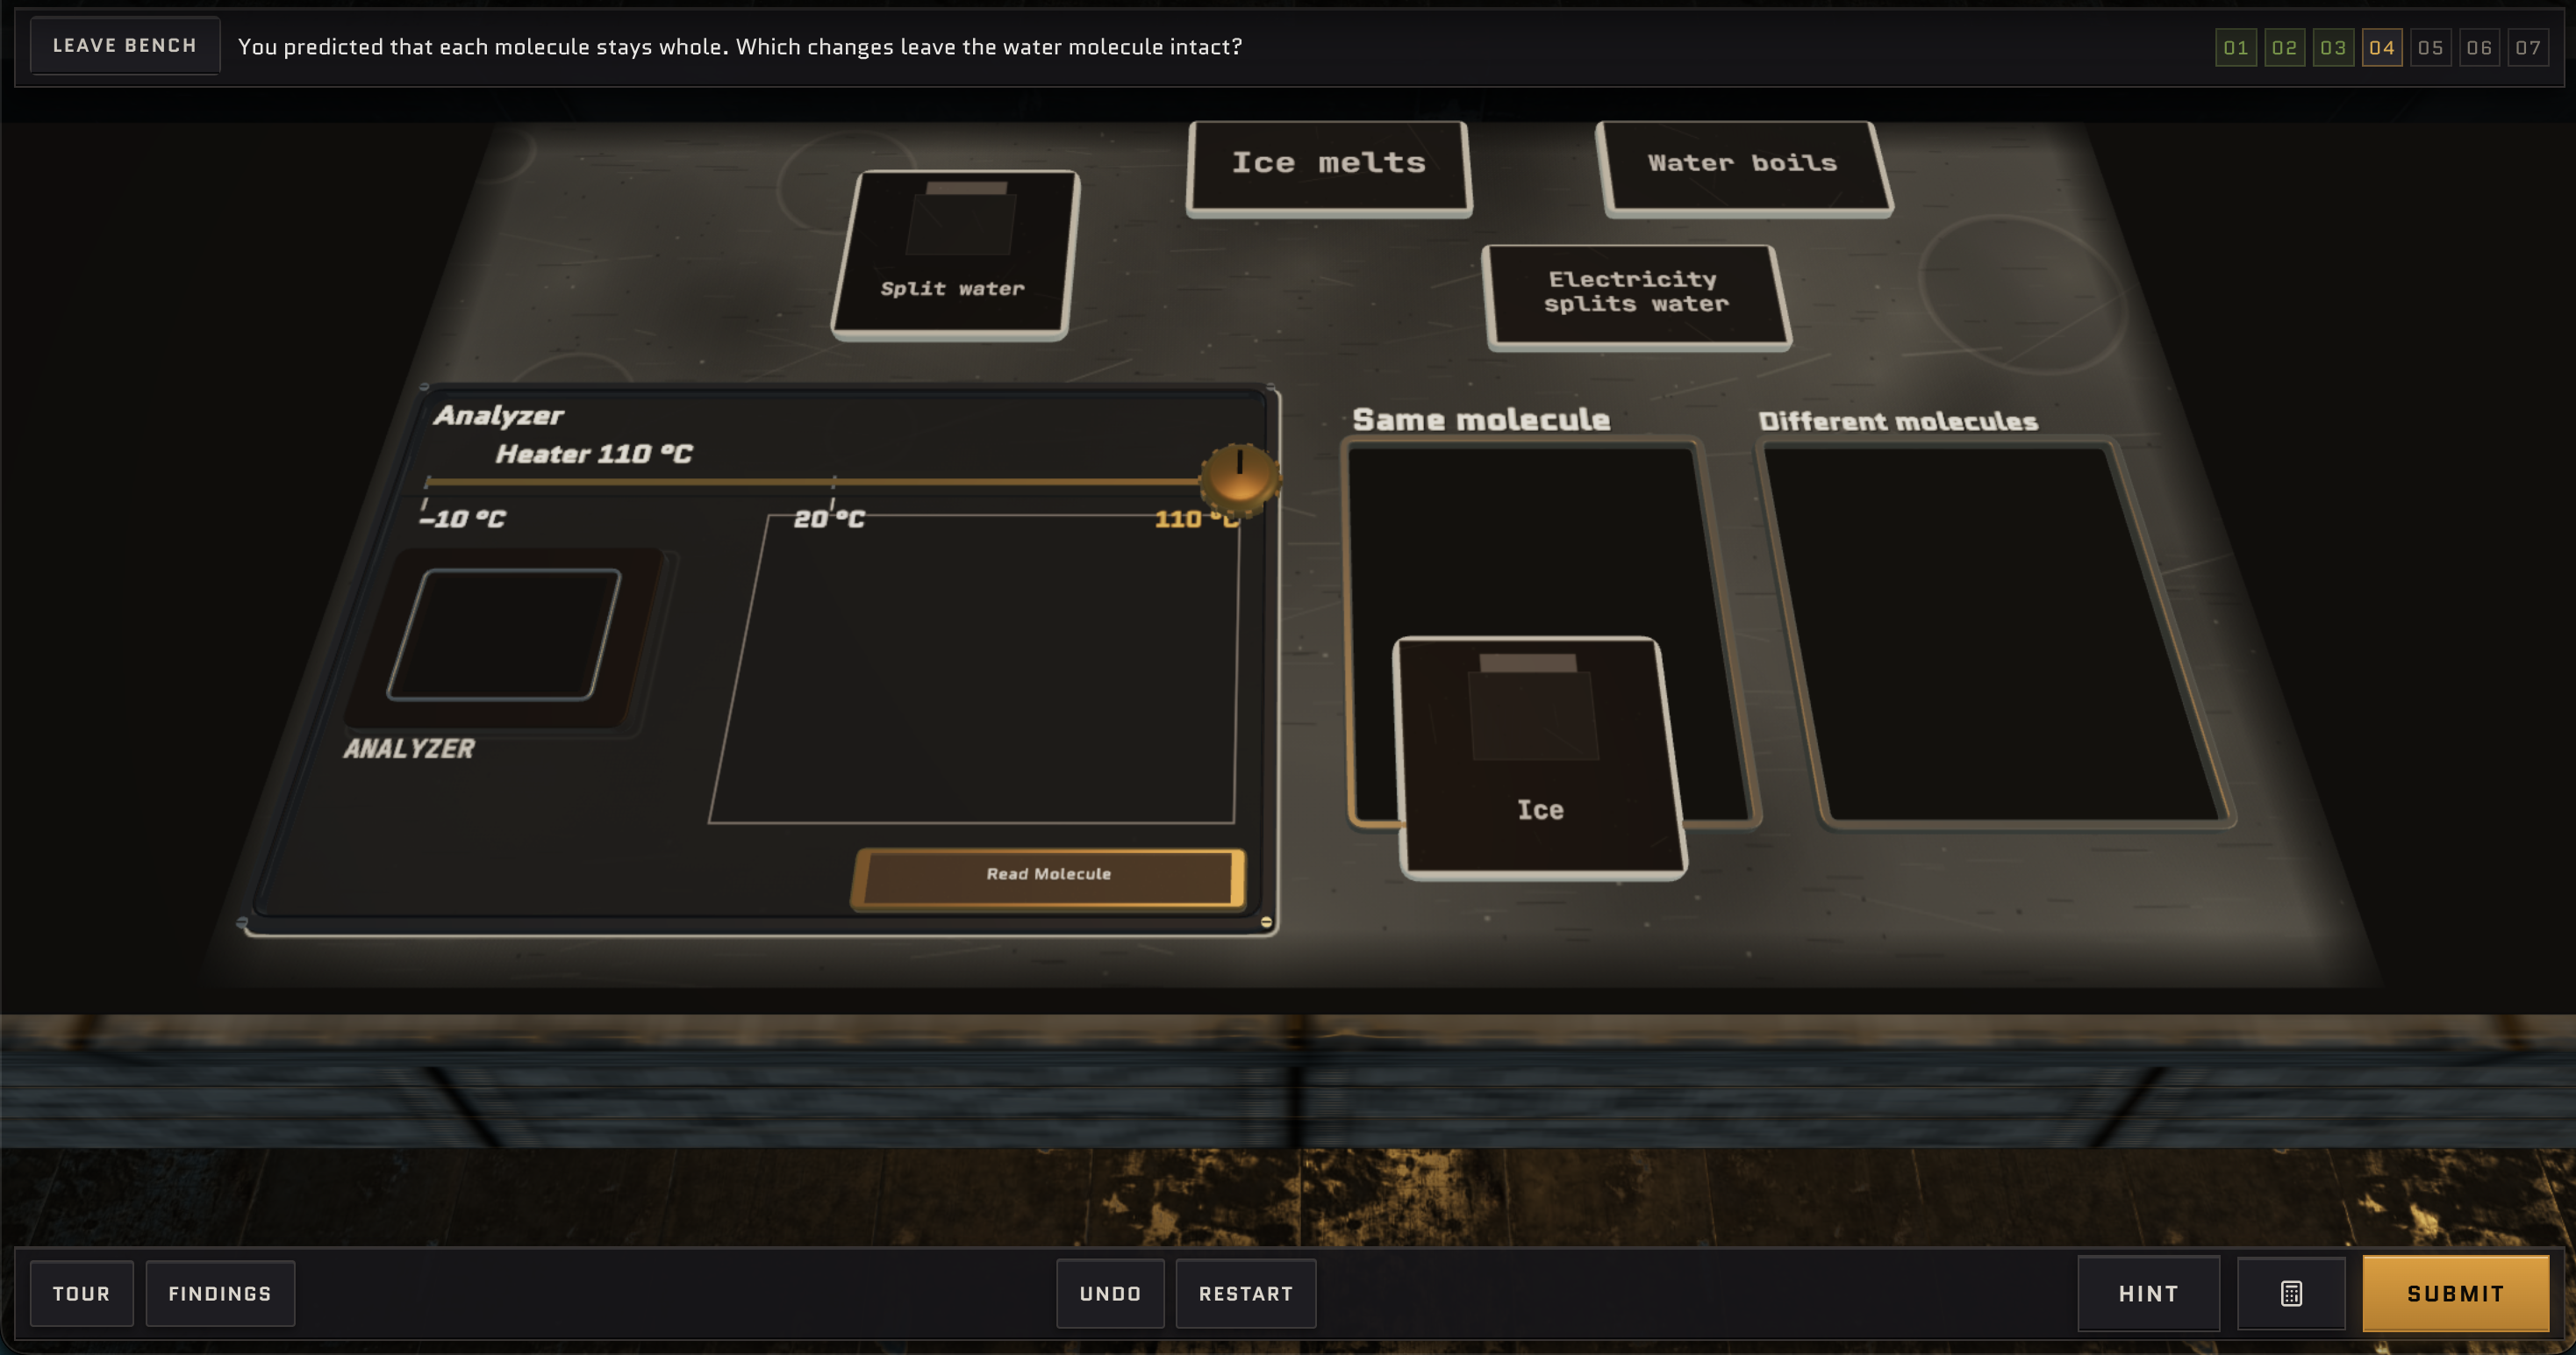 LEAVE BENCH
You predicted that each molecule stays whole. Which changes leave the water molecule intact?
01 02 03 04 05 06 07
Ice melts
Water boils
Split water
Electricity
splits water
Analyzer
Heater 110 °C
–10 °C
20 °C
110 °C
ANALYZER
Read Molecule
Same molecule
Different molecules
Ice
TOUR
FINDINGS
UNDO
RESTART
HINT
SUBMIT